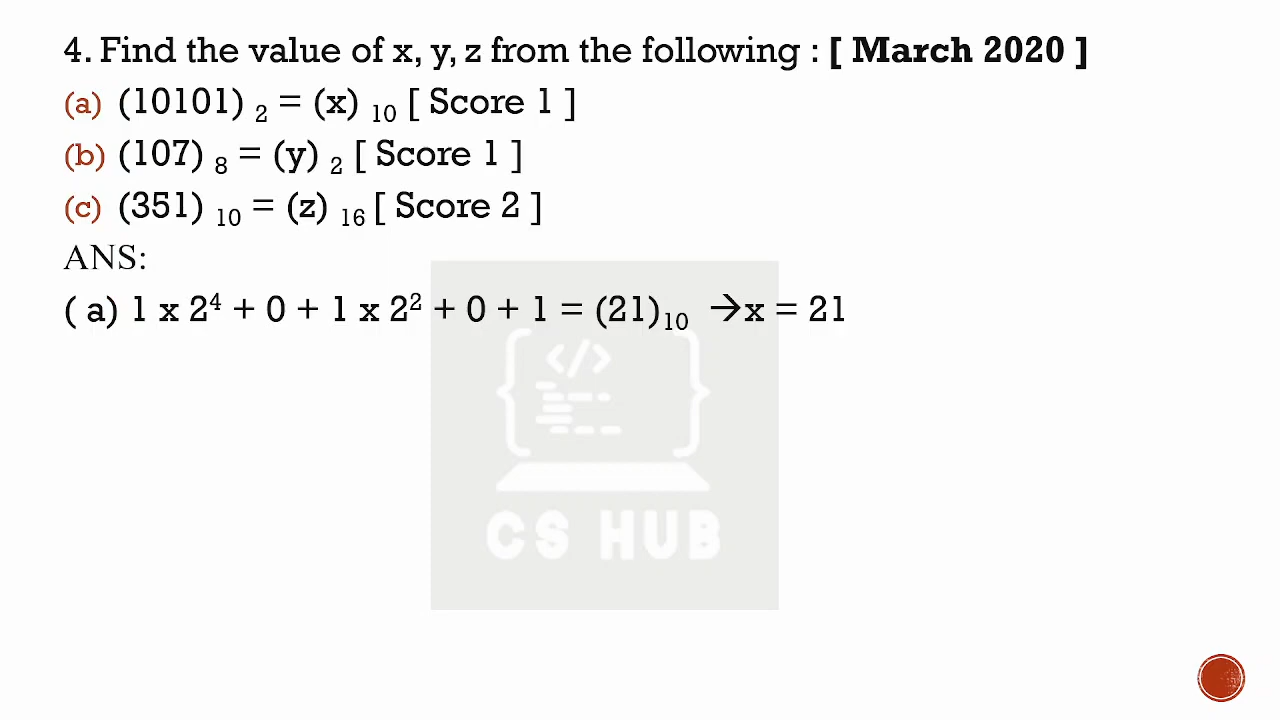 4. Find the value of x, y, z from the following : [ March 2020 ]
(a) (10101) ₂ = (x) ₁₀ [ Score 1 ]
(b) (107) ₈ = (y) ₂ [ Score 1 ]
(c) (351) ₁₀ = (z) ₁₆ [ Score 2 ]
ANS:
( a) 1 x 2⁴ + 0 + 1 x 2² + 0 + 1 = (21)₁₀ →x = 21
</>
CS HUB